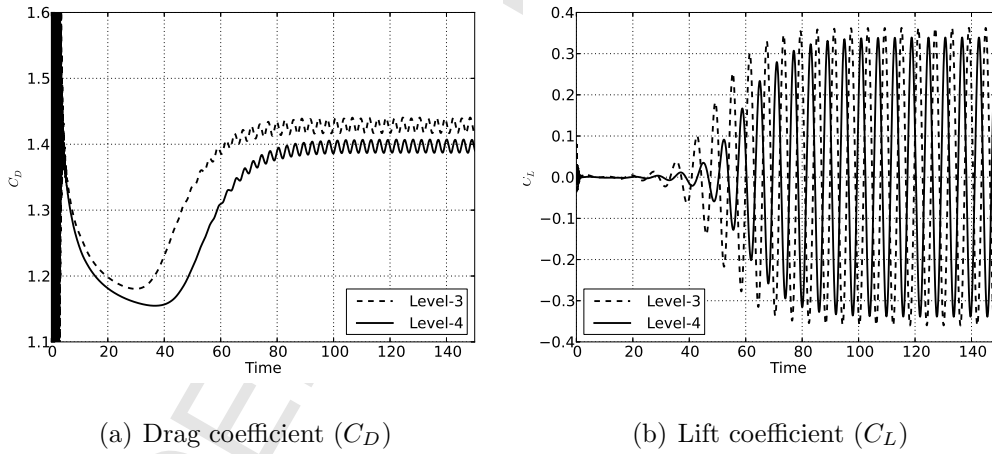 1.6
1.5
1.4
1.3
1.2
1.1
0 20 40 60 80 100 120 140
Time
C_D
Level-3
Level-4
(a) Drag coefficient (C_D)
0.4
0.3
0.2
0.1
0.0
−0.1
−0.2
−0.3
−0.4
0 20 40 60 80 100 120 140
Time
C_L
Level-3
Level-4
(b) Lift coefficient (C_L)